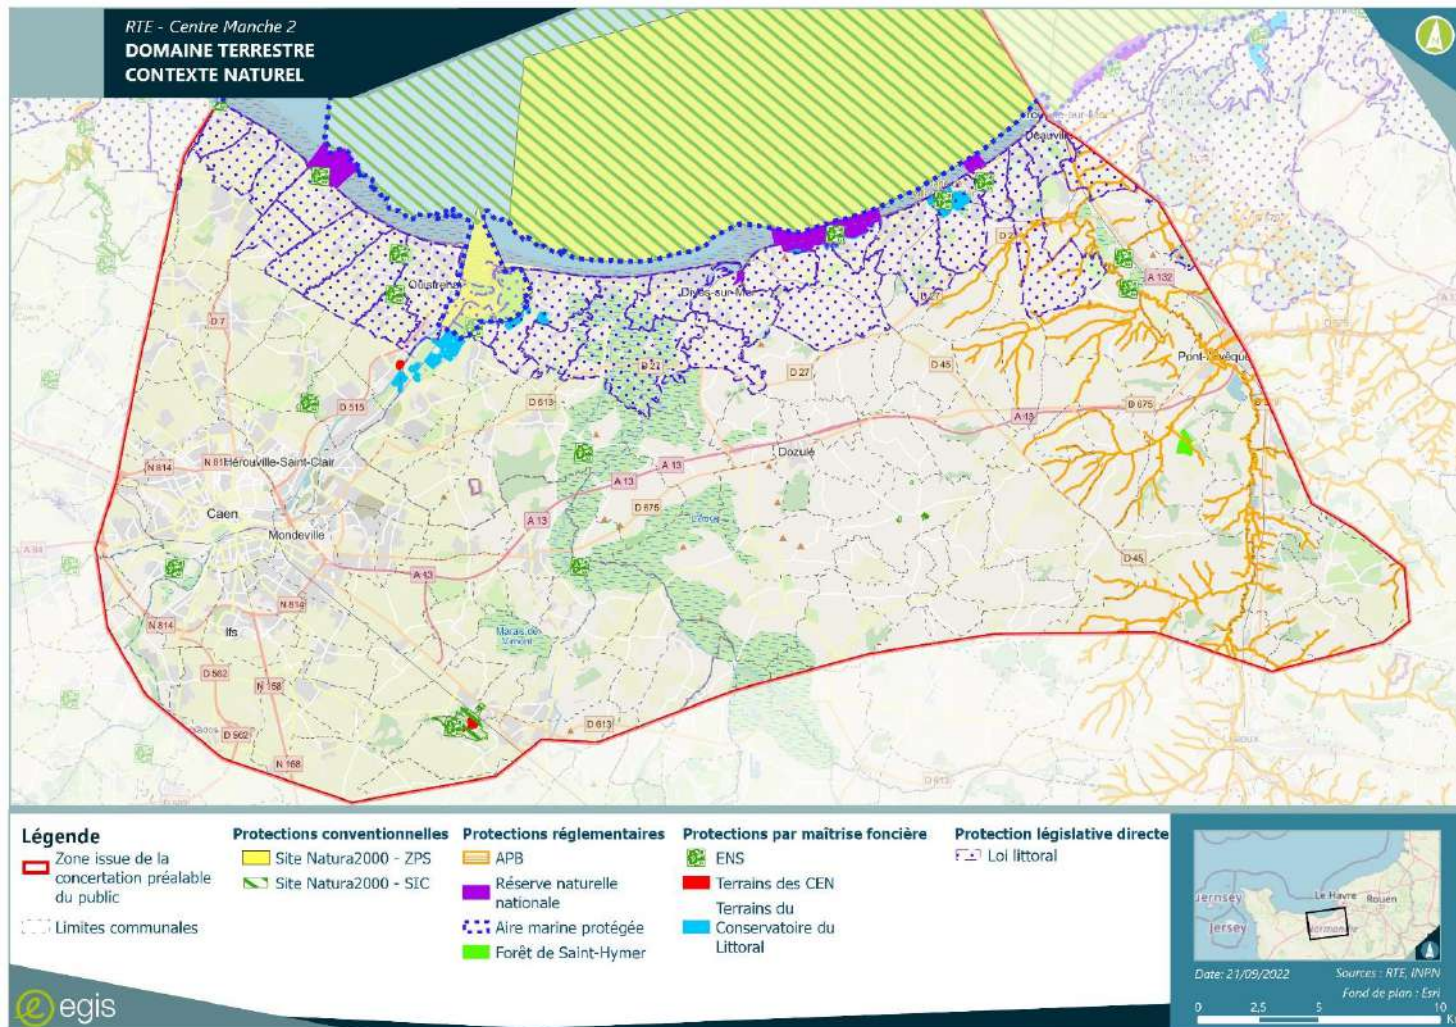 RTE - Centre Manche 2
DOMAINE TERRESTRE
CONTEXTE NATUREL
Deauville
Ouistreham
Dives-sur-Mer
D 7
D 27
A 132
Pont-l'Évêque
D 515
D 513
D 27
D 45
D 675
A 13
N 814
Hérouville-Saint-Clair
Caen
Mondeville
A 13
A 13
Dozulé
D 675
A 13
A 84
A 13
D 45
N 814
N 814
Ifs
Marais de Vimont
D 562
N 158
D 562
N 158
D 613
Légende
Zone issue de la
concertation préalable
du public
Limites communales
Protections conventionnelles
Site Natura2000 - ZPS
Site Natura2000 - SIC
Protections réglementaires
APB
Réserve naturelle
nationale
Aire marine protégée
Forêt de Saint-Hymer
Protections par maîtrise foncière
ENS
Terrains des CEN
Terrains du
Conservatoire du
Littoral
Protection législative directe
Loi littoral
Le Havre
Rouen
Jersey
Normandie
Date: 21/09/2022
Sources : RTE, INPN
Fond de plan : Esri
0 2,5 5 10
egis